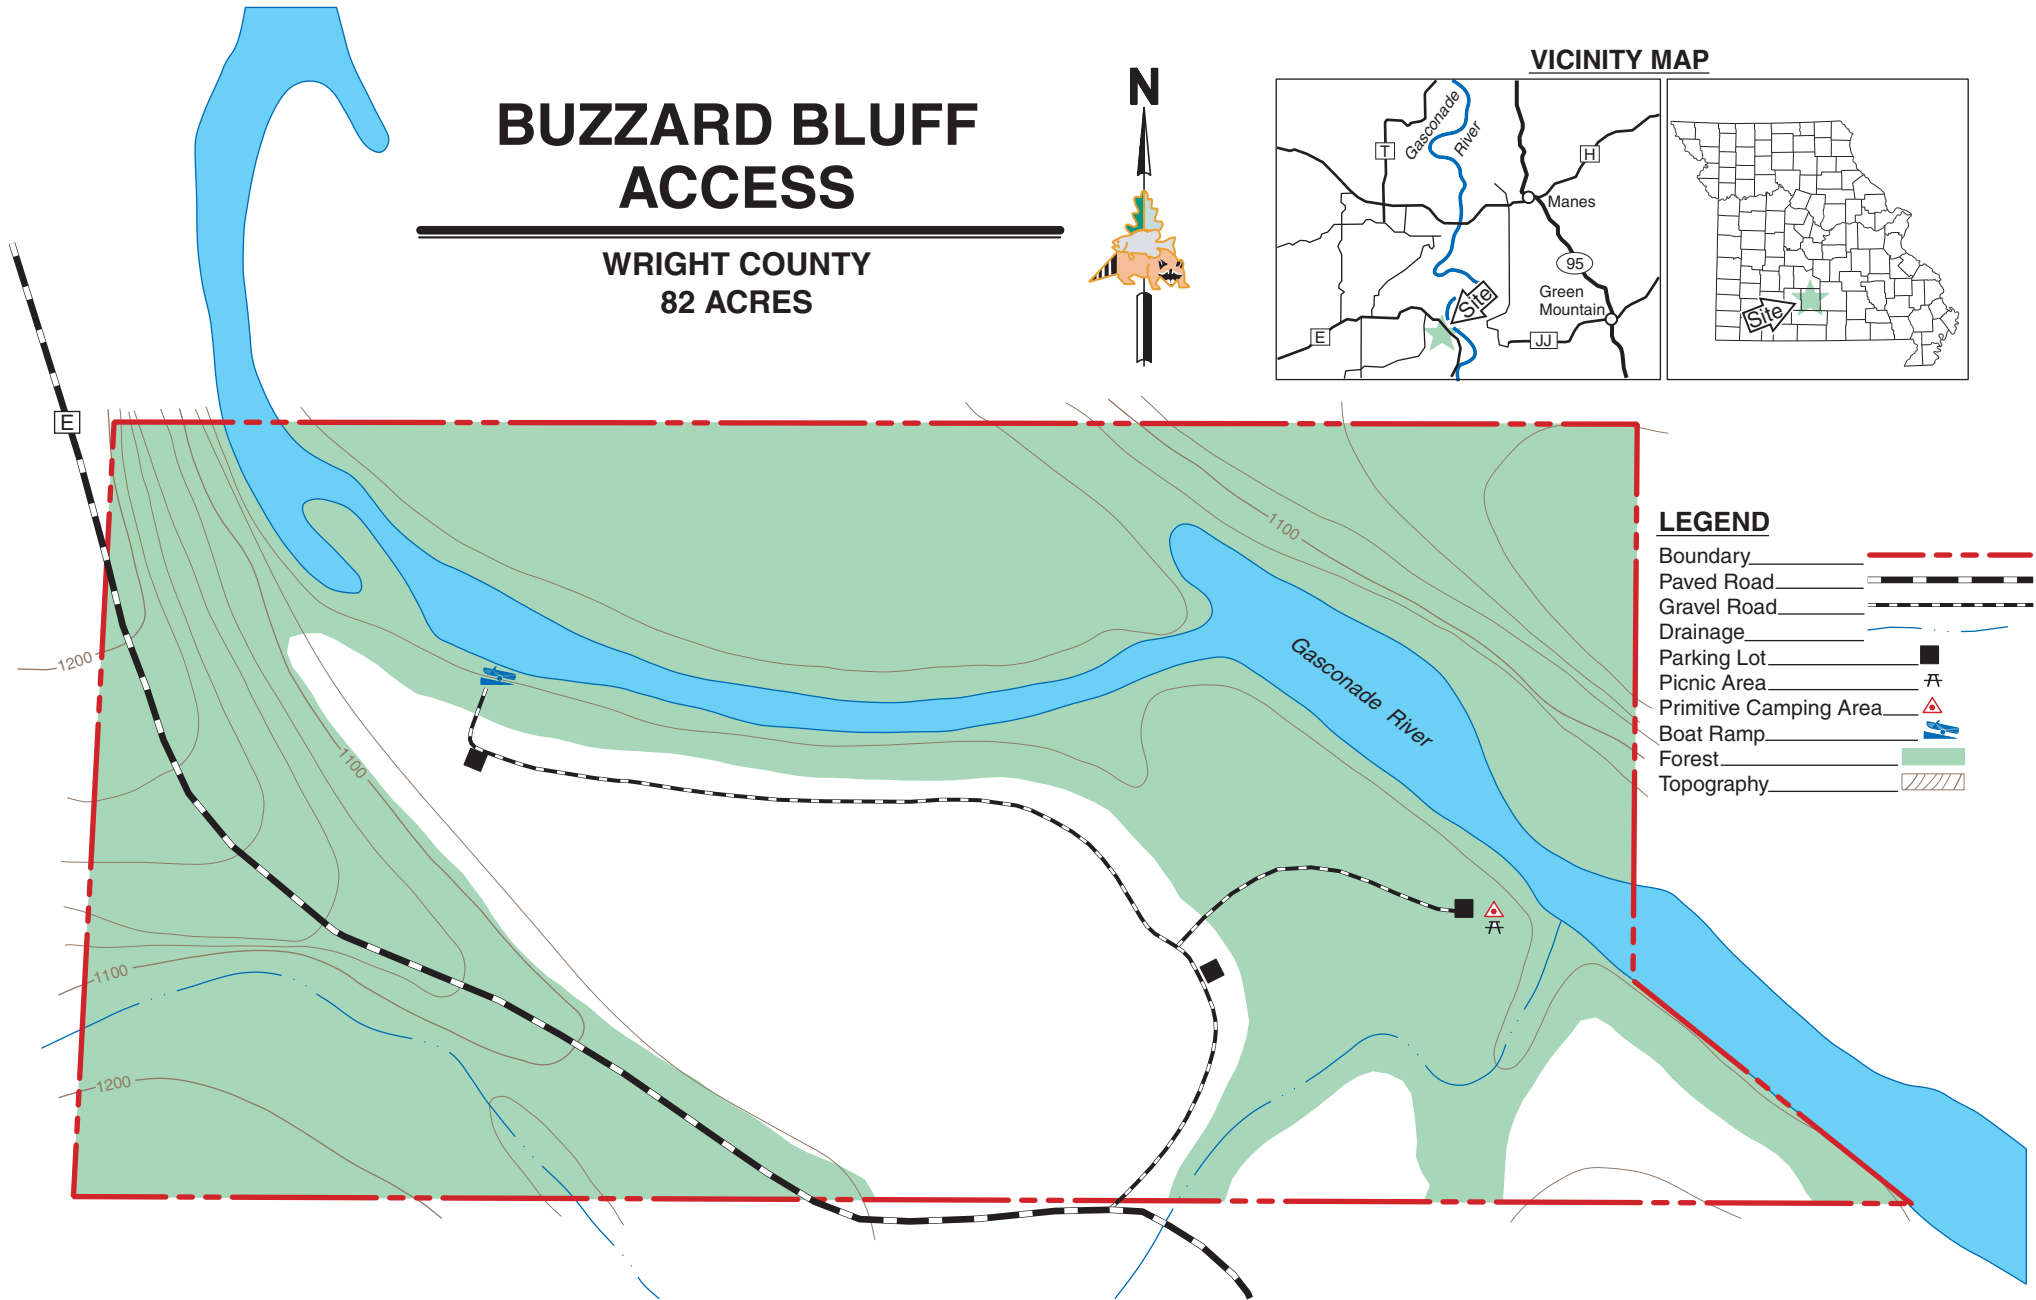 BUZZARD BLUFF
ACCESS
WRIGHT COUNTY
82 ACRES
N
VICINITY MAP
Gasconade
River
T
H
Manes
95
Green
Mountain
Site
E
JJ
Site
E
1100
1200
1100
1100
1200
Gasconade River
LEGEND
Boundary
Paved Road
Gravel Road
Drainage
Parking Lot
Picnic Area
Primitive Camping Area
Boat Ramp
Forest
Topography